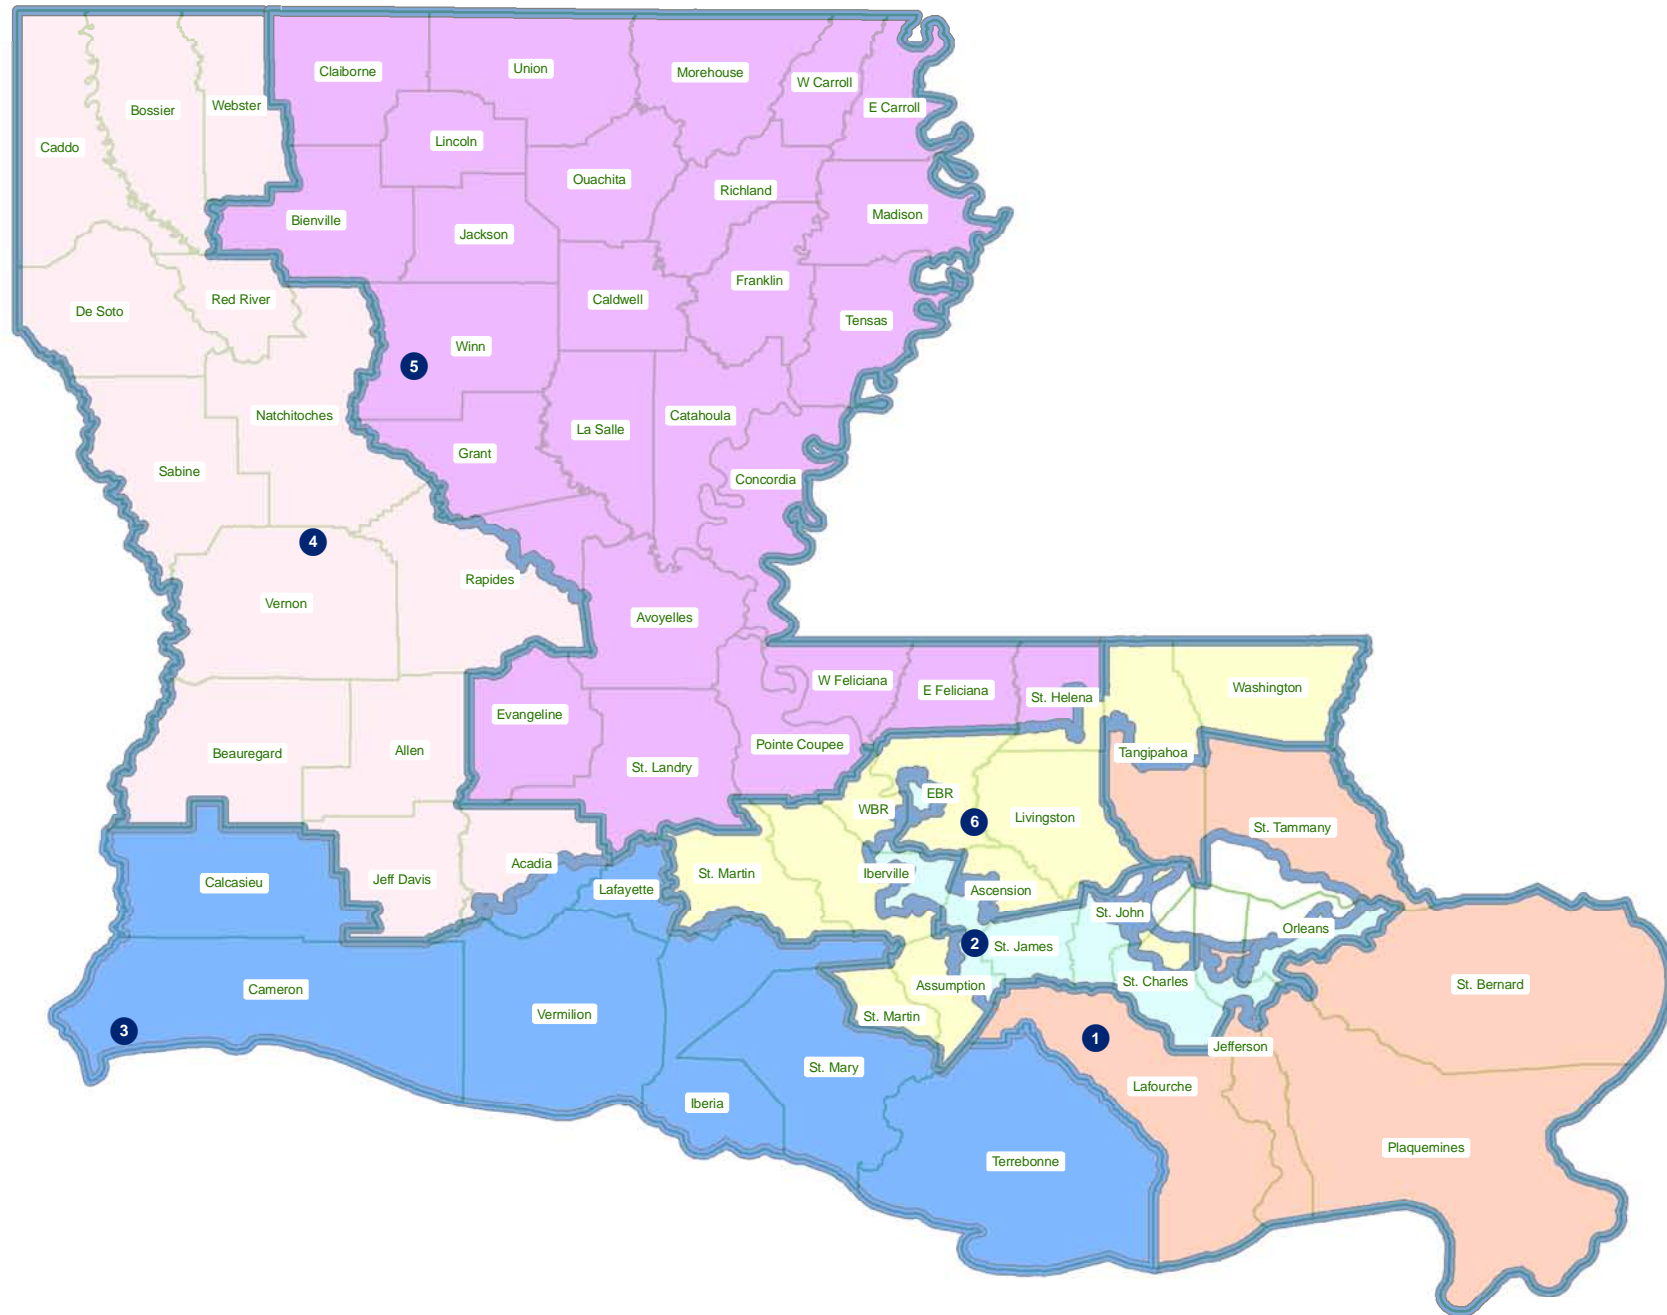 Claiborne
Union
Morehouse
W Carroll
E Carroll
Webster
Bossier
Caddo
Lincoln
Ouachita
Richland
Madison
Bienville
Jackson
Franklin
Caldwell
Red River
De Soto
Tensas
Winn
5
Natchitoches
Catahoula
La Salle
Grant
Sabine
Concordia
4
Rapides
Vernon
Avoyelles
W Feliciana
E Feliciana
St. Helena
Washington
Evangeline
Pointe Coupee
Tangipahoa
Allen
Beauregard
St. Landry
EBR
WBR
6
Livingston
St. Tammany
Acadia
St. Martin
Iberville
Jeff Davis
Calcasieu
Lafayette
Ascension
St. John
Orleans
2
St. James
St. Charles
St. Bernard
Assumption
Cameron
Vermilion
St. Martin
3
1
Jefferson
St. Mary
Lafourche
Iberia
Plaquemines
Terrebonne